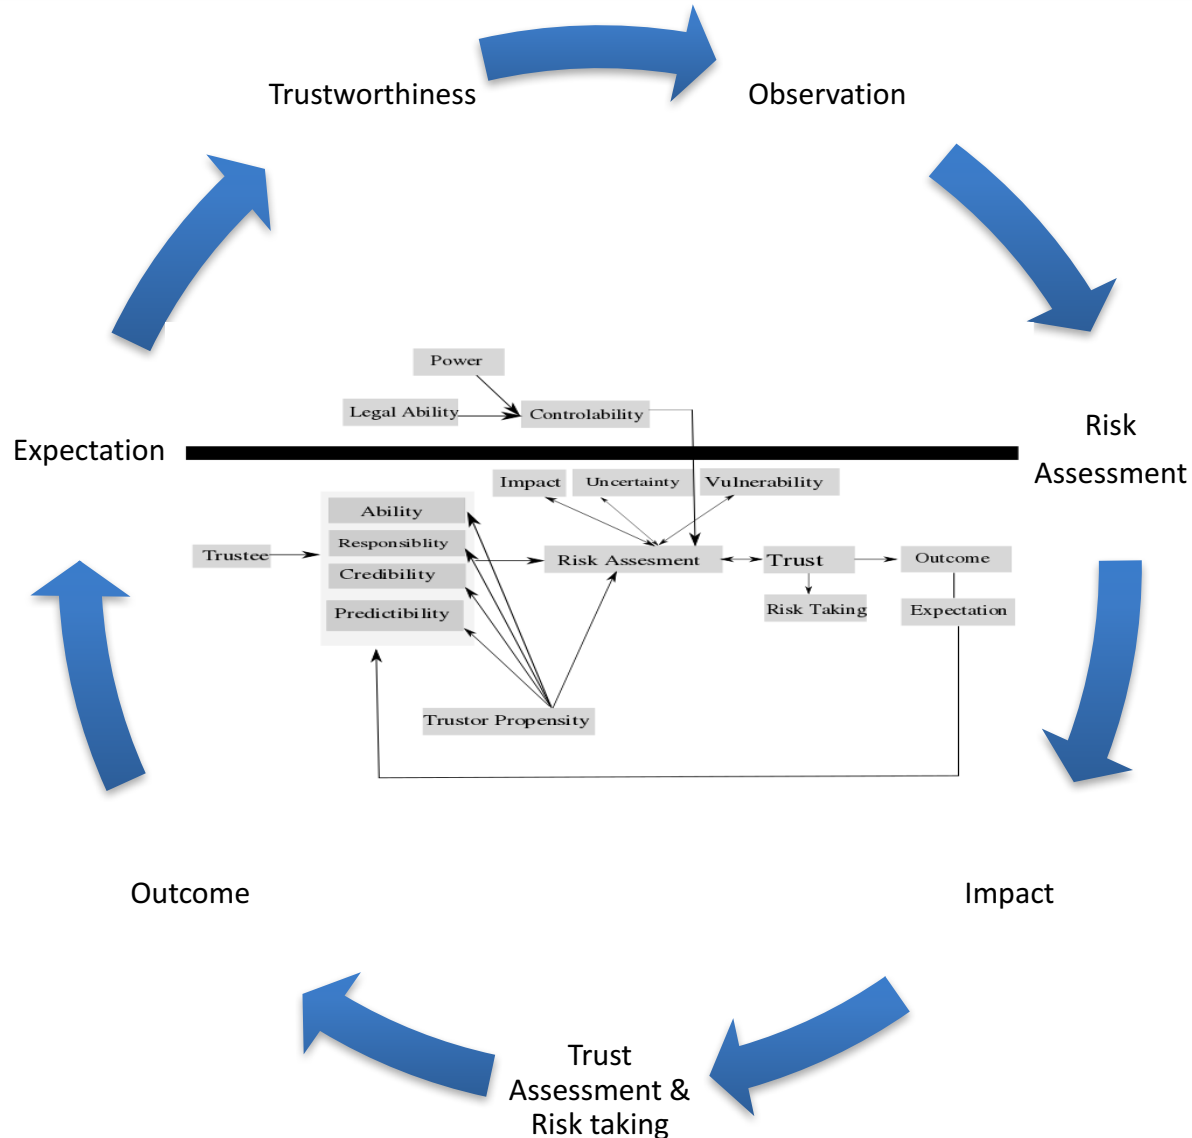 Trustworthiness
Observation
Power
Legal Ability
Controlability
Expectation
Risk
Assessment
Impact
Uncertainty
Vulnerability
Ability
Responsiblity
Credibility
Predictibility
Trustee
Risk Assesment
Trust
Outcome
Risk Taking
Expectation
Trustor Propensity
Outcome
Impact
Trust
Assessment &
Risk taking